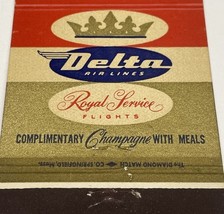 Delta
AIR LINES
Royal Service
FLIGHTS
COMPLIMENTARY Champagne WITH MEALS
THE DIAMOND MATCH CO. SPRINGFIELD, MASS.